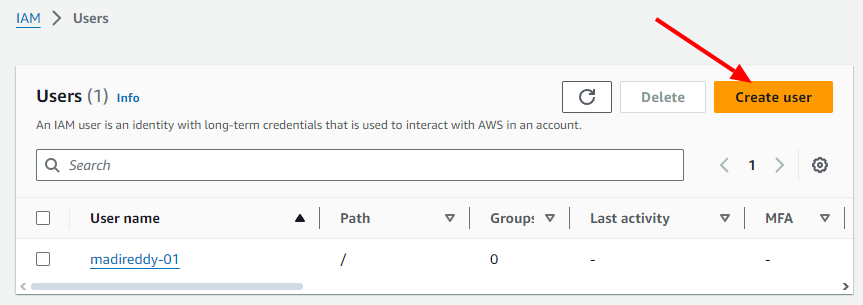 IAM > Users
Users (1) Info
Delete
Create user
An IAM user is an identity with long-term credentials that is used to interact with AWS in an account.
Search
1
User name Path Groups Last activity MFA
madireddy-01 / 0 - -